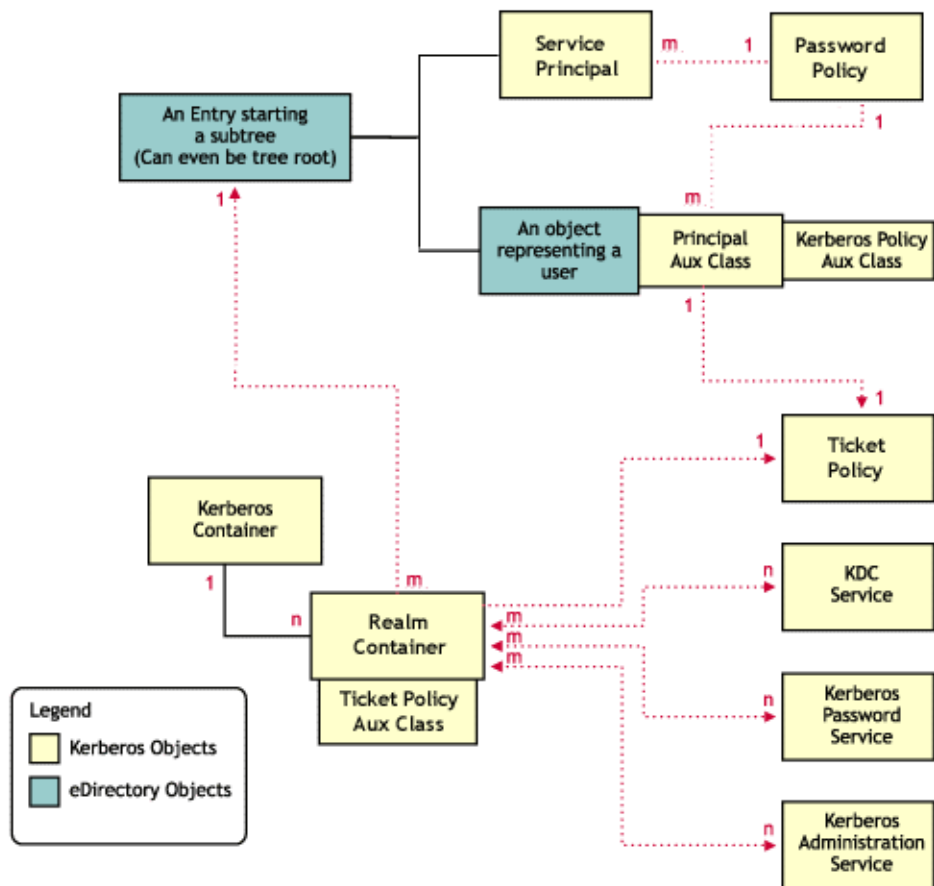 Service
Principal
m
1
Password
Policy
An Entry starting
a subtree
(Can even be tree root)
1
1
m
An object
representing a
user
Principal
Aux Class
Kerberos Policy
Aux Class
1
1
1
Ticket
Policy
Kerberos
Container
1
n
m
Realm
Container
Ticket Policy
Aux Class
m
m
m
n
KDC
Service
n
Kerberos
Password
Service
n
Kerberos
Administration
Service
Legend
Kerberos Objects
eDirectory Objects